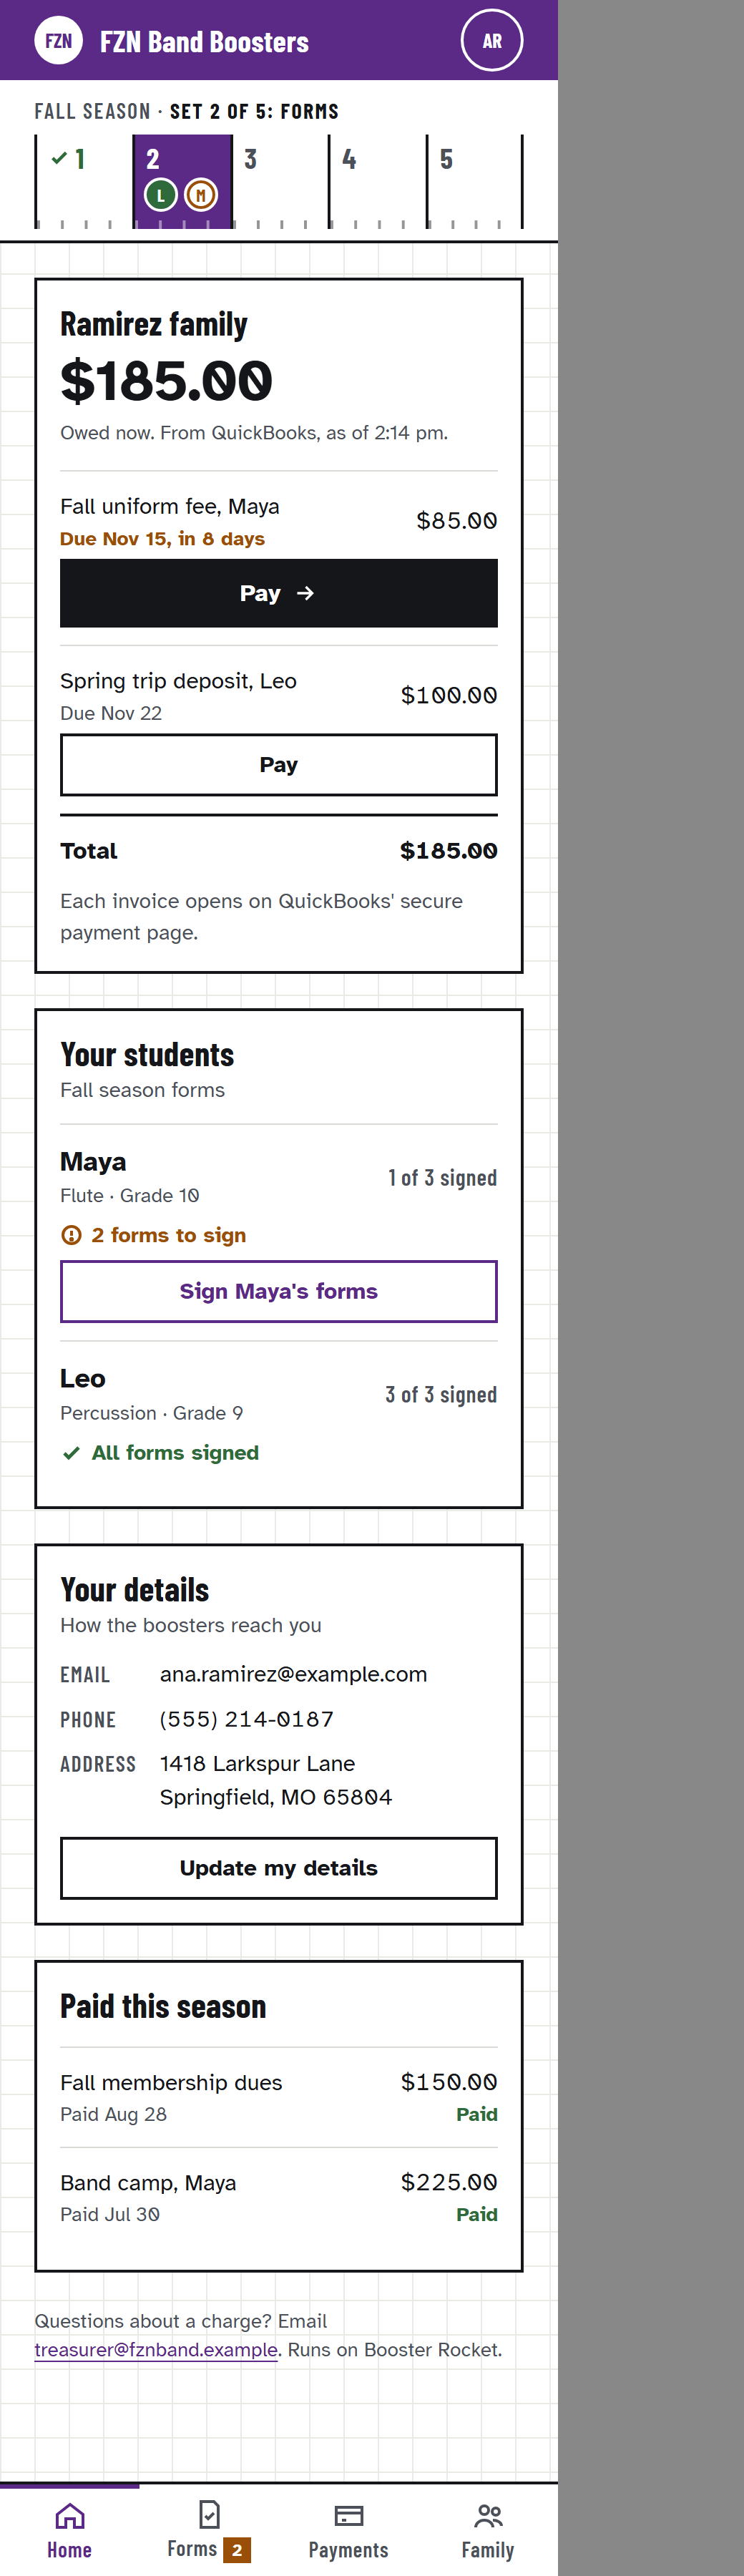 FZN FZN Band Boosters AR
FALL SEASON · SET 2 OF 5: FORMS
1 2 3 4 5
L M
Ramirez family
$185.00
Owed now. From QuickBooks, as of 2:14 pm.
Fall uniform fee, Maya $85.00
Due Nov 15, in 8 days
Pay →
Spring trip deposit, Leo $100.00
Due Nov 22
Pay
Total $185.00
Each invoice opens on QuickBooks' secure
payment page.
Your students
Fall season forms
Maya 1 of 3 signed
Flute · Grade 10
2 forms to sign
Sign Maya's forms
Leo 3 of 3 signed
Percussion · Grade 9
All forms signed
Your details
How the boosters reach you
EMAIL ana.ramirez@example.com
PHONE (555) 214-0187
ADDRESS 1418 Larkspur Lane
Springfield, MO 65804
Update my details
Paid this season
Fall membership dues $150.00
Paid Aug 28 Paid
Band camp, Maya $225.00
Paid Jul 30 Paid
Questions about a charge? Email
treasurer@fznband.example. Runs on Booster Rocket.
Home Forms 2 Payments Family